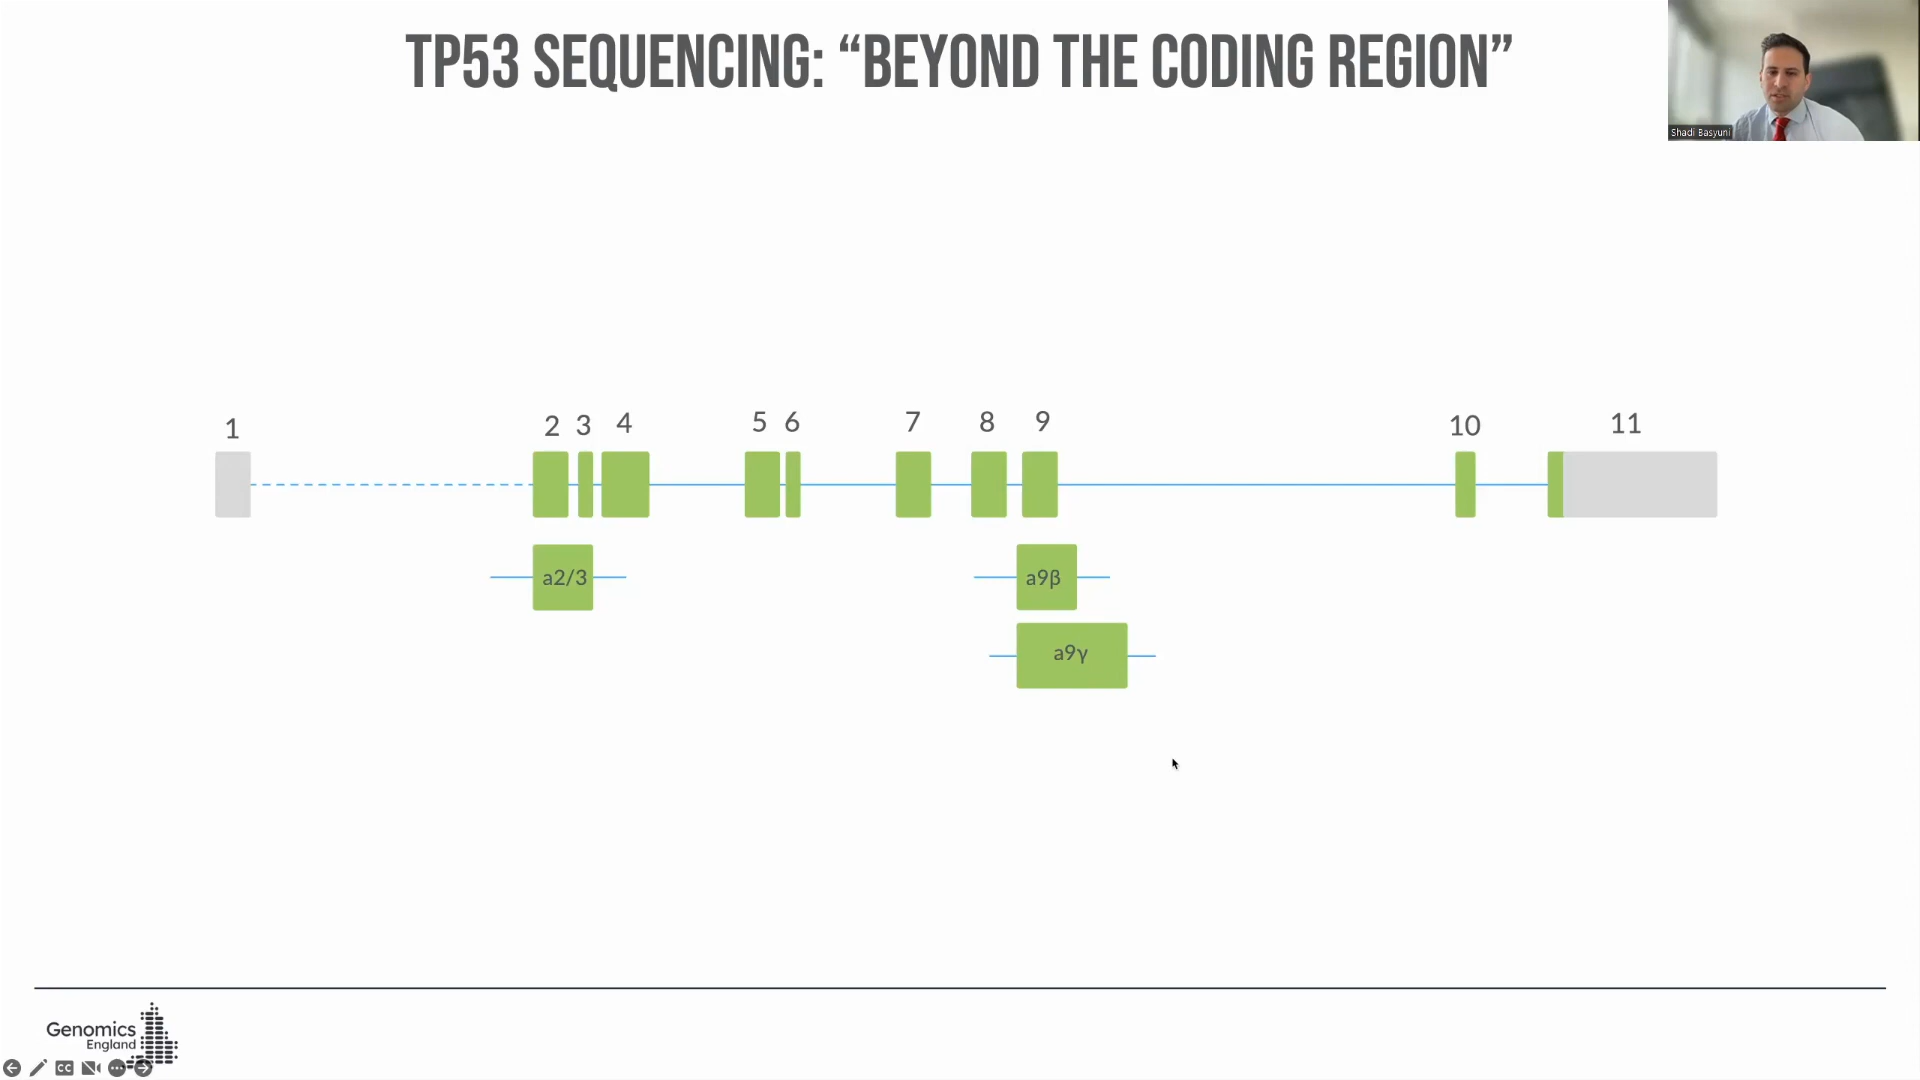 TP53 SEQUENCING: “BEYOND THE CODING REGION”
Shadi Basyuni
1 2 3 4 5 6 7 8 9 10 11
a2/3 a9β
a9γ
Genomics
England
CC